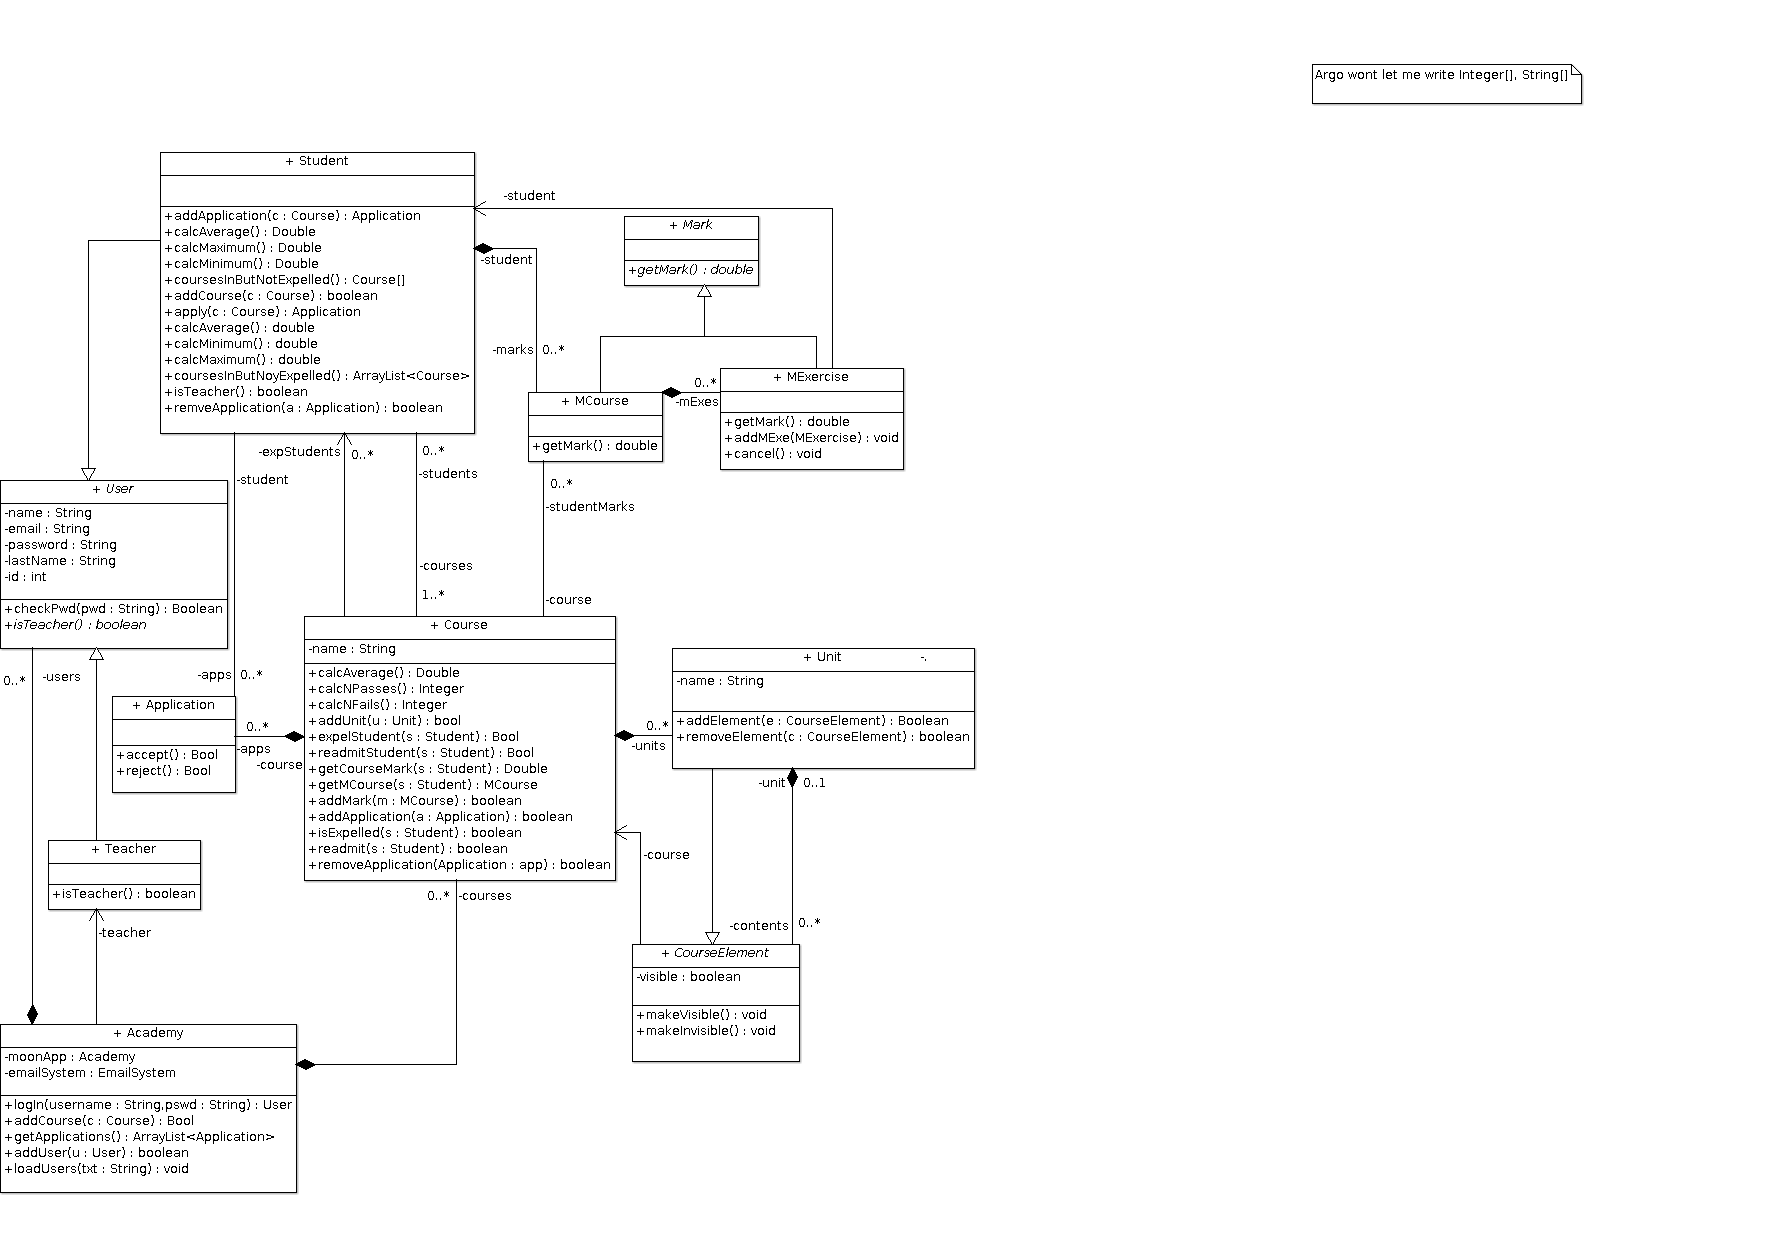 Argo wont let me write Integer[], String[]
+ Student
+addApplication(c : Course) : Application
+calcAverage() : Double
+calcMaximum() : Double
+calcMinimum() : Double
+coursesInButNotExpelled() : Course[]
+addCourse(c : Course) : boolean
+apply(c : Course) : Application
+calcAverage() : double
+calcMinimum() : double
+calcMaximum() : double
+coursesInButNoyExpelled() : ArrayList<Course>
+isTeacher() : boolean
+remveApplication(a : Application) : boolean
-student
-student
-marks 0..*
+ Mark
+getMark() : double
+ MCourse
+getMark() : double
0..*
-mExes
+ MExercise
+getMark() : double
+addMExe(MExercise) : void
+cancel() : void
-expStudents 0..*
0..*
-students
-student
0..*
-studentMarks
-courses
1..*
-course
+ User
-name : String
-email : String
-password : String
-lastName : String
-id : int
+checkPwd(pwd : String) : Boolean
+isTeacher() : boolean
0..* -users
-apps 0..*
+ Application
+accept() : Bool
+reject() : Bool
0..*
-apps
-course
+ Course
-name : String
+calcAverage() : Double
+calcNPasses() : Integer
+calcNFails() : Integer
+addUnit(u : Unit) : bool
+expelStudent(s : Student) : Bool
+readmitStudent(s : Student) : Bool
+getCourseMark(s : Student) : Double
+getMCourse(s : Student) : MCourse
+addMark(m : MCourse) : boolean
+addApplication(a : Application) : boolean
+isExpelled(s : Student) : boolean
+readmit(s : Student) : boolean
+removeApplication(Application : app) : boolean
0..*
-units
+ Unit -.
-name : String
+addElement(e : CourseElement) : Boolean
+removeElement(c : CourseElement) : boolean
-unit 0..1
-course
-contents 0..*
+ CourseElement
-visible : boolean
+makeVisible() : void
+makeInvisible() : void
+ Teacher
+isTeacher() : boolean
-teacher
0..* -courses
+ Academy
-moonApp : Academy
-emailSystem : EmailSystem
+logIn(username : String,pswd : String) : User
+addCourse(c : Course) : Bool
+getApplications() : ArrayList<Application>
+addUser(u : User) : boolean
+loadUsers(txt : String) : void